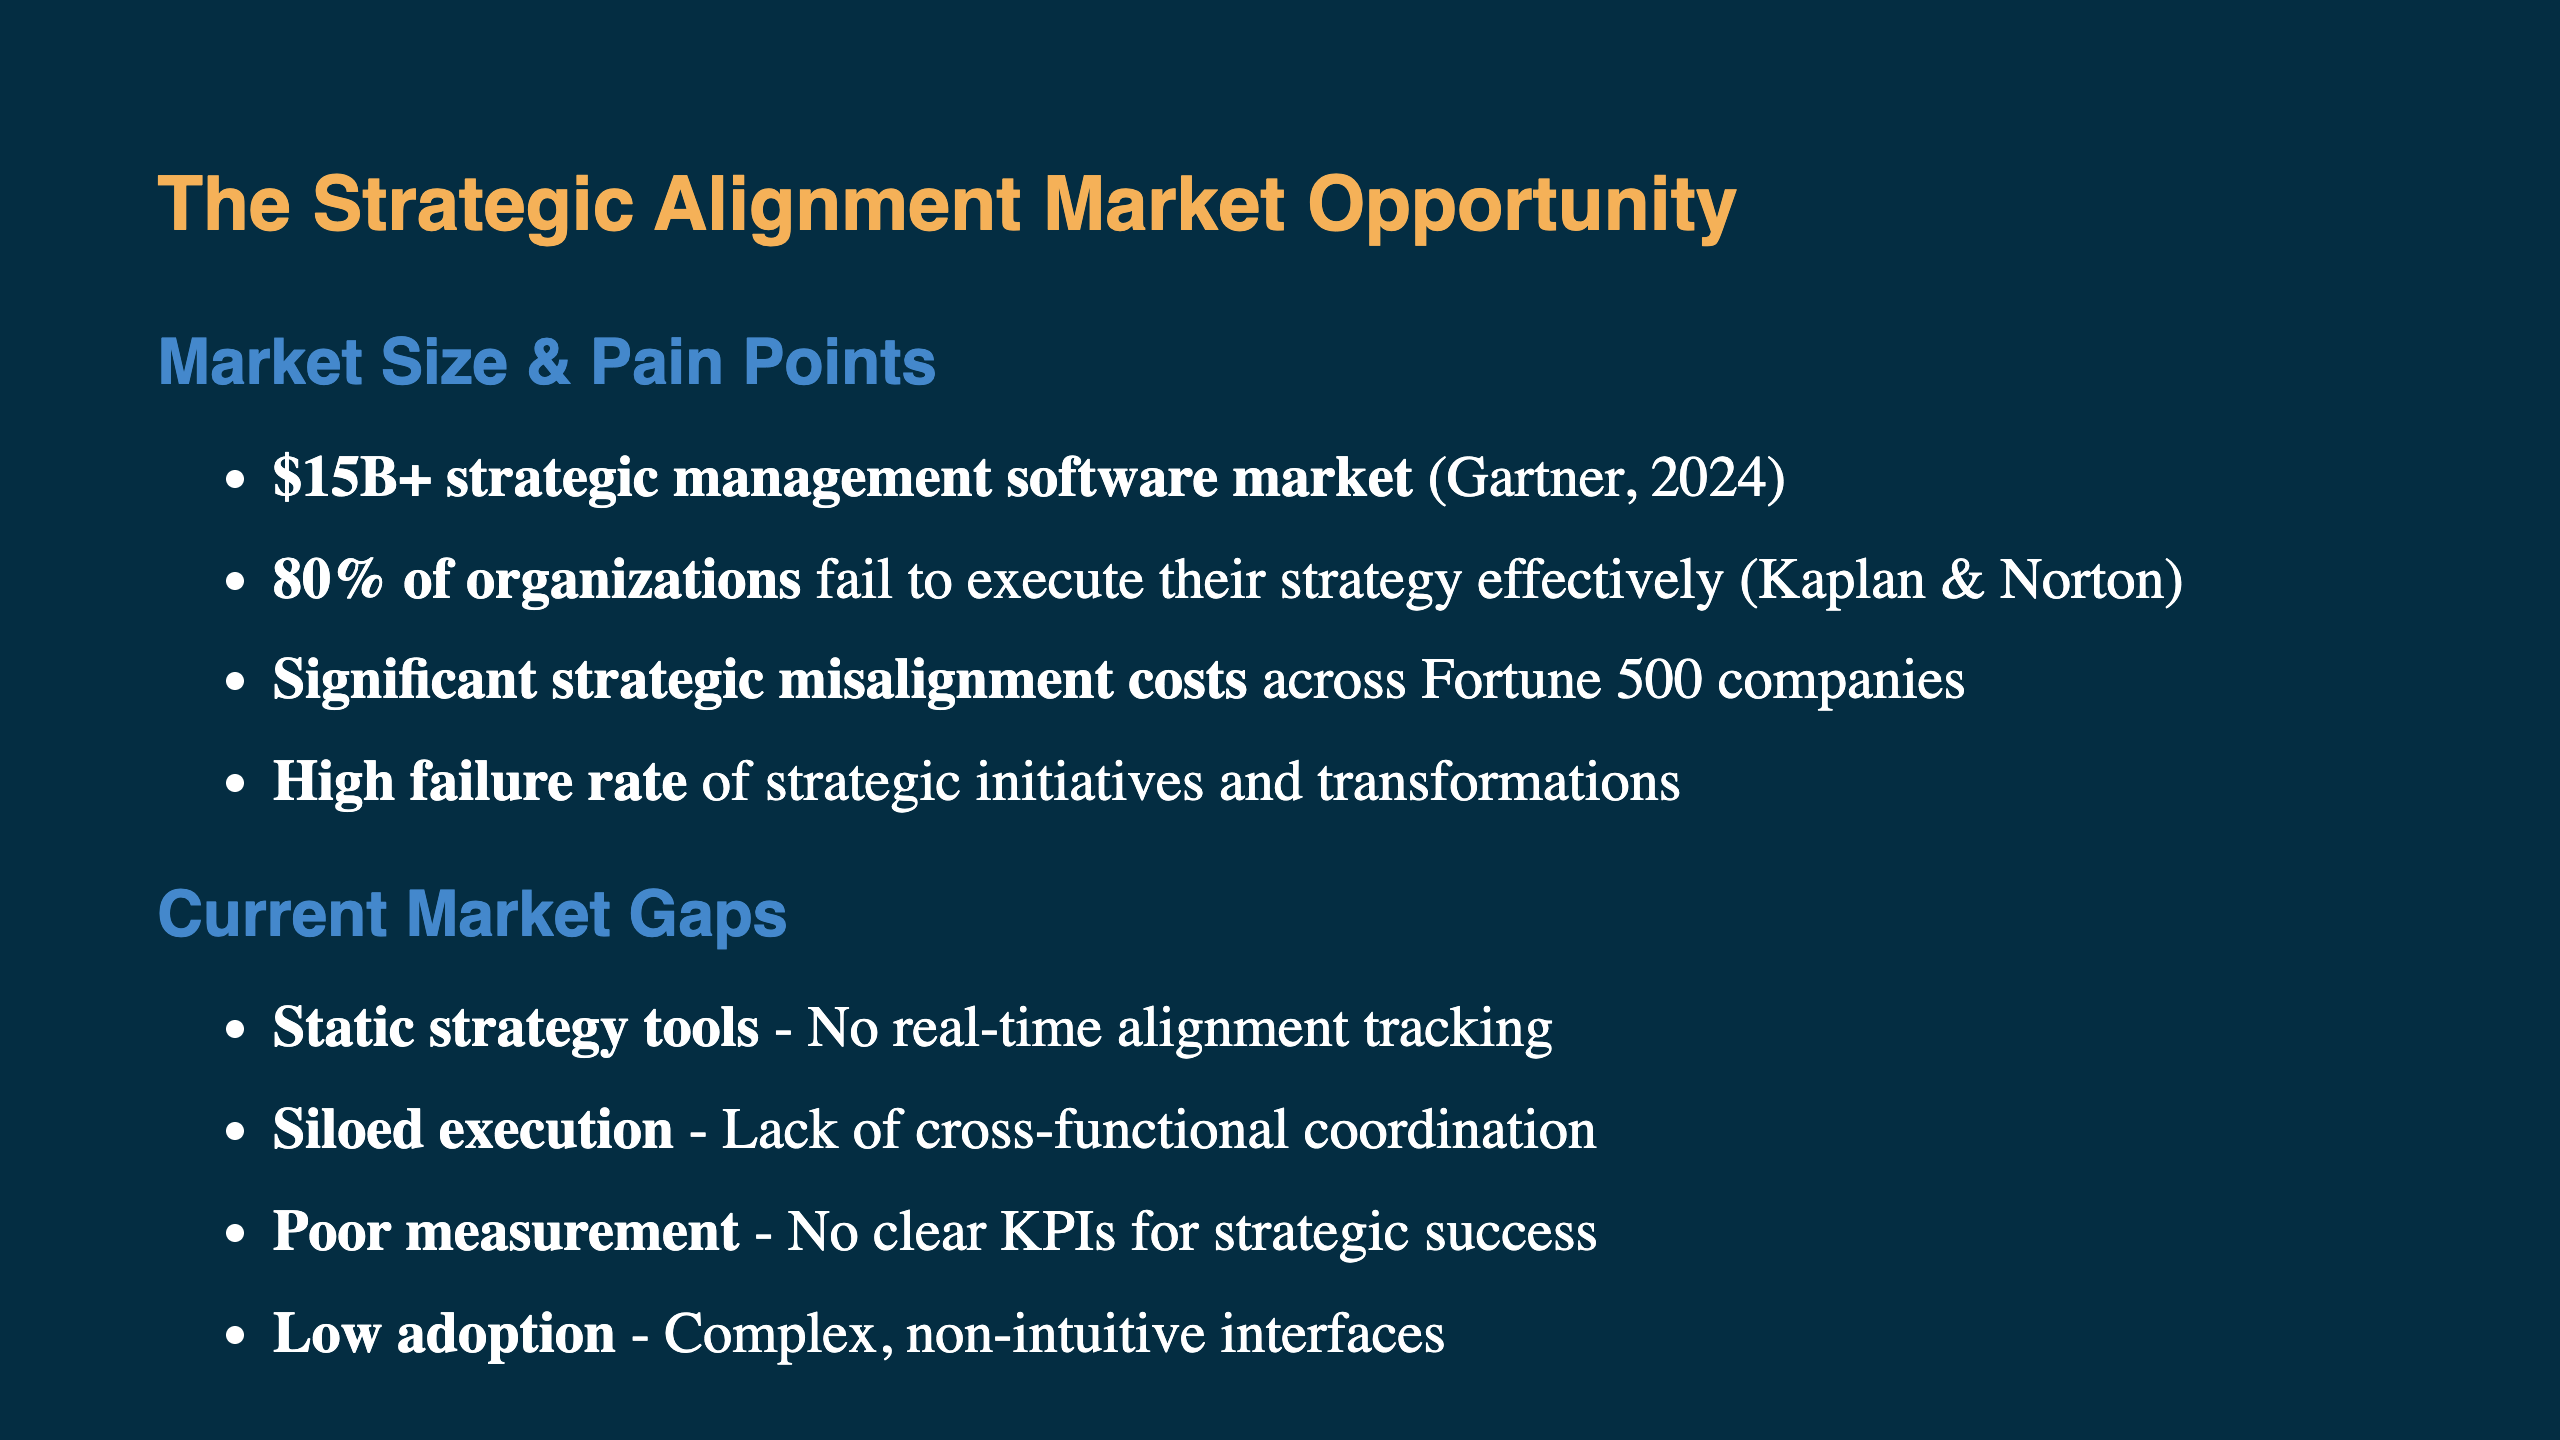 The Strategic Alignment Market Opportunity
Market Size & Pain Points
• $15B+ strategic management software market (Gartner, 2024)
• 80% of organizations fail to execute their strategy effectively (Kaplan & Norton)
• Significant strategic misalignment costs across Fortune 500 companies
• High failure rate of strategic initiatives and transformations
Current Market Gaps
• Static strategy tools - No real-time alignment tracking
• Siloed execution - Lack of cross-functional coordination
• Poor measurement - No clear KPIs for strategic success
• Low adoption - Complex, non-intuitive interfaces